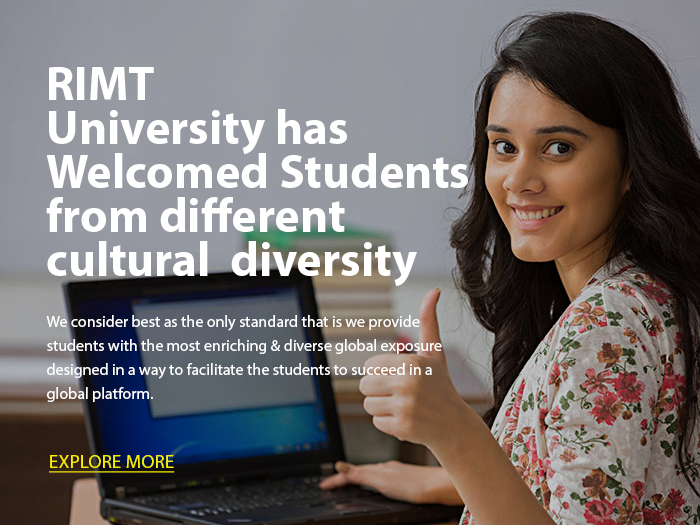 RIMT
University has
Welcomed Students
from different
cultural  diversity
We consider best as the only standard that is we provide
students with the most enriching & diverse global exposure
designed in a way to facilitate the students to succeed in a
global platform.
EXPLORE MORE